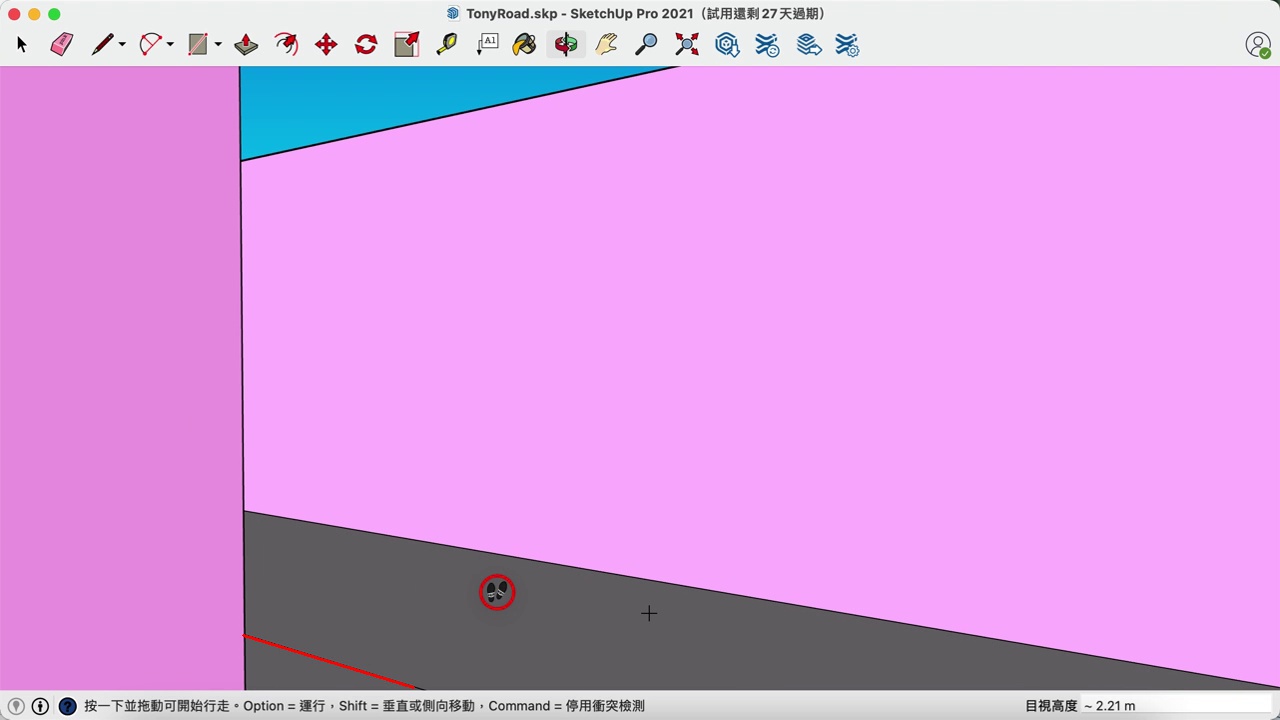 TonyRoad.skp - SketchUp Pro 2021（試用還剩 27 天過期）
A1
?
按一下並拖動可開始行走。Option = 運行，Shift = 垂直或側向移動，Command = 停用衝突檢測
目視高度
~ 2.21 m